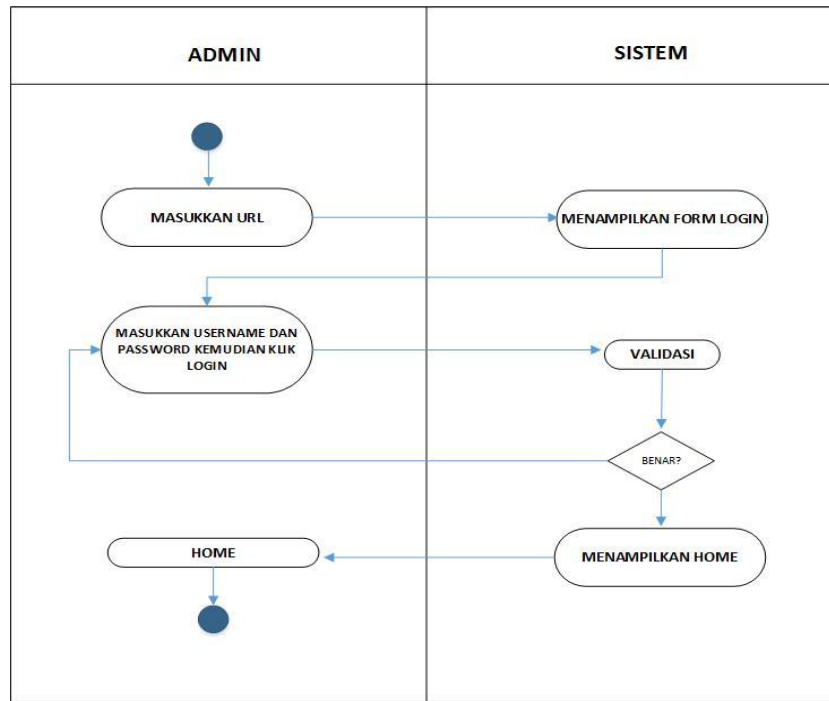 ADMIN
SISTEM
MASUKKAN URL
MENAMPILKAN FORM LOGIN
MASUKKAN USERNAME DAN
PASSWORD KEMUDIAN KLIK
LOGIN
VALIDASI
BENAR?
HOME
MENAMPILKAN HOME